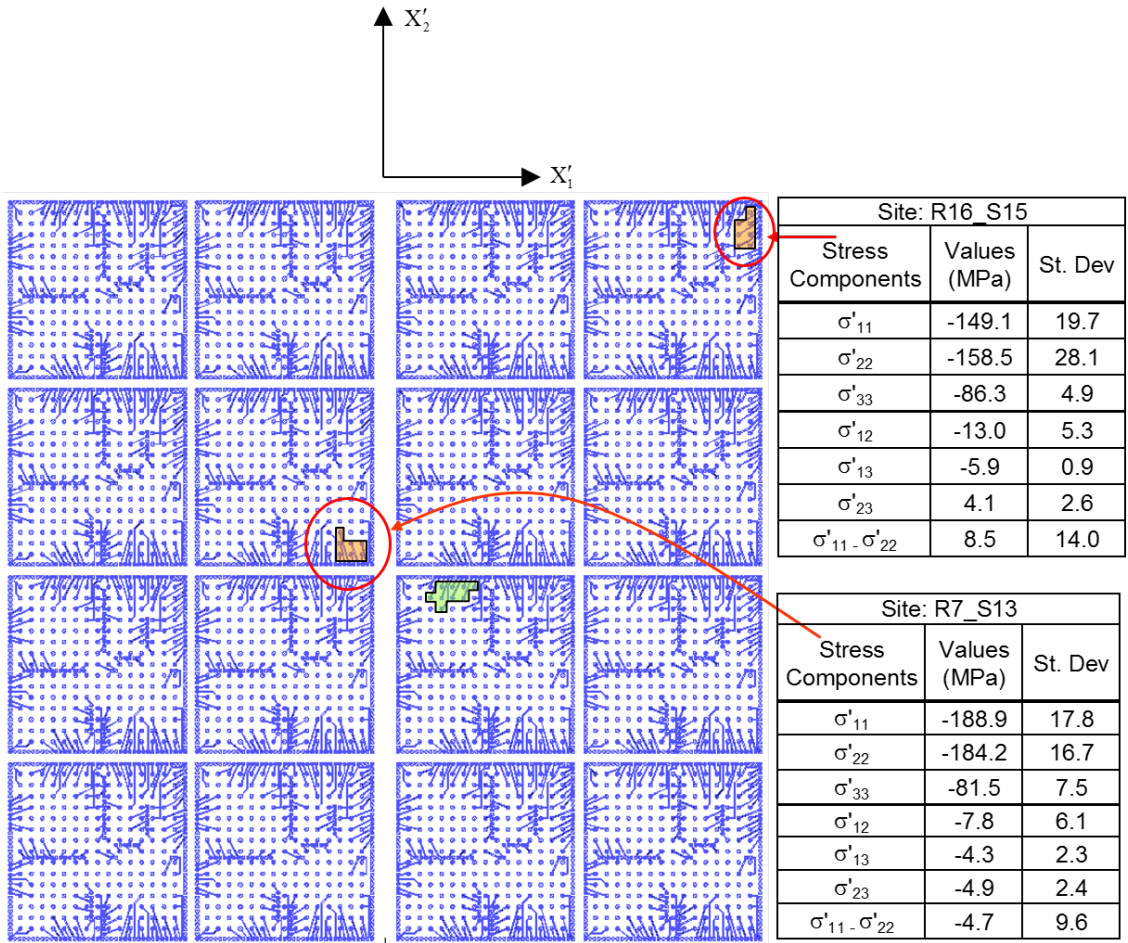 X′₂
X′₁
Site: R16_S15
Stress Components Values (MPa) St. Dev
σ'₁₁ -149.1 19.7
σ'₂₂ -158.5 28.1
σ'₃₃ -86.3 4.9
σ'₁₂ -13.0 5.3
σ'₁₃ -5.9 0.9
σ'₂₃ 4.1 2.6
σ'₁₁ - σ'₂₂ 8.5 14.0
Site: R7_S13
Stress Components Values (MPa) St. Dev
σ'₁₁ -188.9 17.8
σ'₂₂ -184.2 16.7
σ'₃₃ -81.5 7.5
σ'₁₂ -7.8 6.1
σ'₁₃ -4.3 2.3
σ'₂₃ -4.9 2.4
σ'₁₁ - σ'₂₂ -4.7 9.6